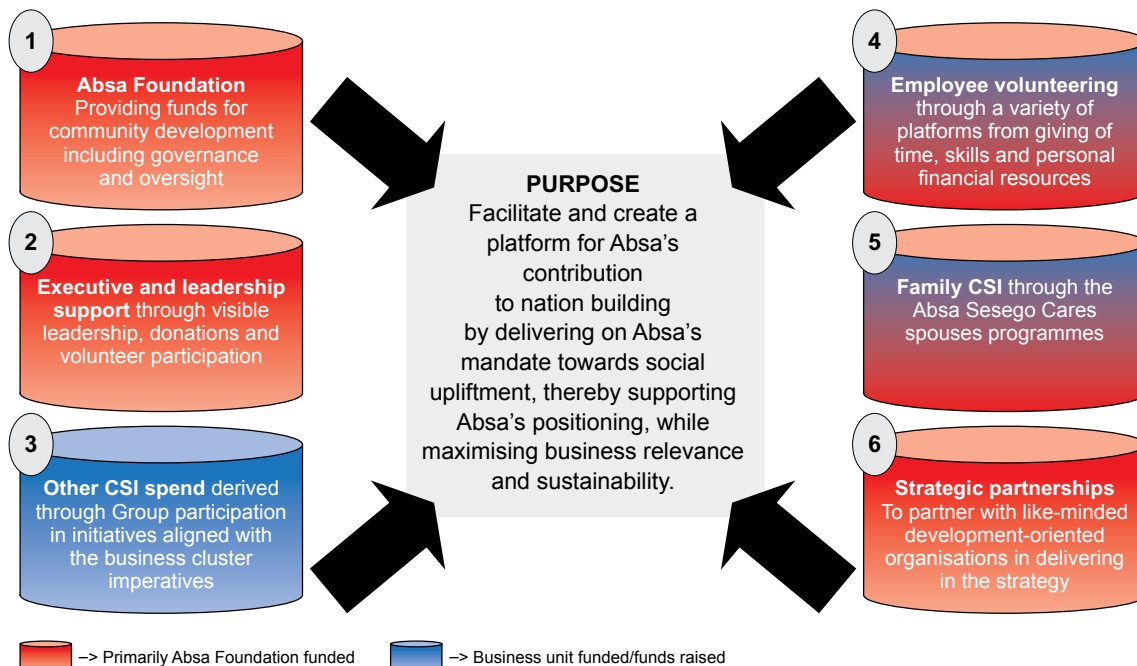 1
Absa Foundation
Providing funds for
community development
including governance
and oversight
2
Executive and leadership
support through visible
leadership, donations and
volunteer participation
3
Other CSI spend derived
through Group participation
in initiatives aligned with
the business cluster
imperatives
PURPOSE
Facilitate and create a
platform for Absa’s
contribution
to nation building
by delivering on Absa’s
mandate towards social
upliftment, thereby supporting
Absa’s positioning, while
maximising business relevance
and sustainability.
4
Employee volunteering
through a variety of
platforms from giving of
time, skills and personal
financial resources
5
Family CSI through the
Absa Sesego Cares
spouses programmes
6
Strategic partnerships
To partner with like-minded
development-oriented
organisations in delivering
in the strategy
–> Primarily Absa Foundation funded
–> Business unit funded/funds raised